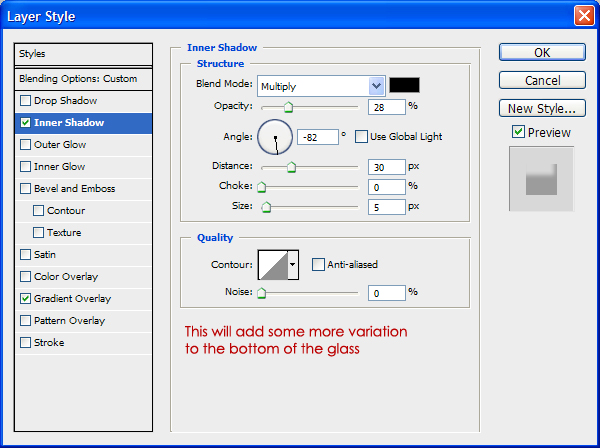 Layer Style
Styles
Blending Options: Custom
Drop Shadow
Inner Shadow
Outer Glow
Inner Glow
Bevel and Emboss
Contour
Texture
Satin
Color Overlay
Gradient Overlay
Pattern Overlay
Stroke
Inner Shadow
Structure
Blend Mode: Multiply
Opacity: 28 %
Angle: -82 ° Use Global Light
Distance: 30 px
Choke: 0 %
Size: 5 px
Quality
Contour: Anti-aliased
Noise: 0 %
This will add some more variation
to the bottom of the glass
OK
Cancel
New Style...
Preview